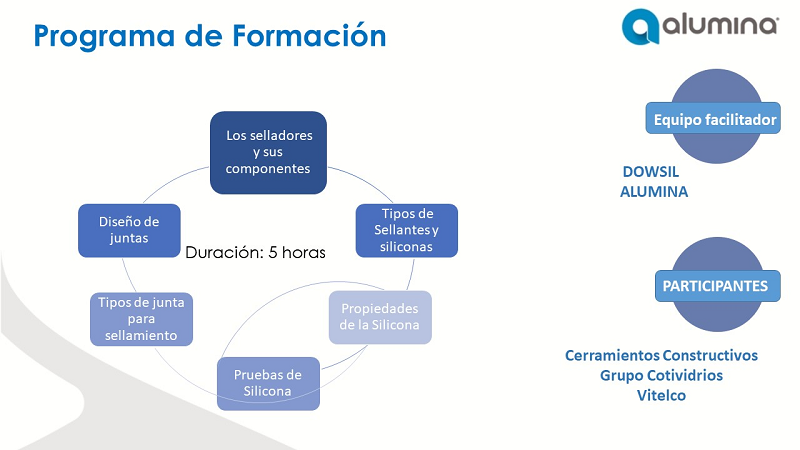 Programa de Formación
alumina
Los selladores
y sus
componentes
Diseño de
juntas
Tipos de
Sellantes y
siliconas
Duración: 5 horas
Tipos de junta
para
sellamiento
Propiedades
de la Silicona
Pruebas de
Silicona
Equipo facilitador
DOWSIL
ALUMINA
PARTICIPANTES
Cerramientos Constructivos
Grupo Cotividrios
Vitelco